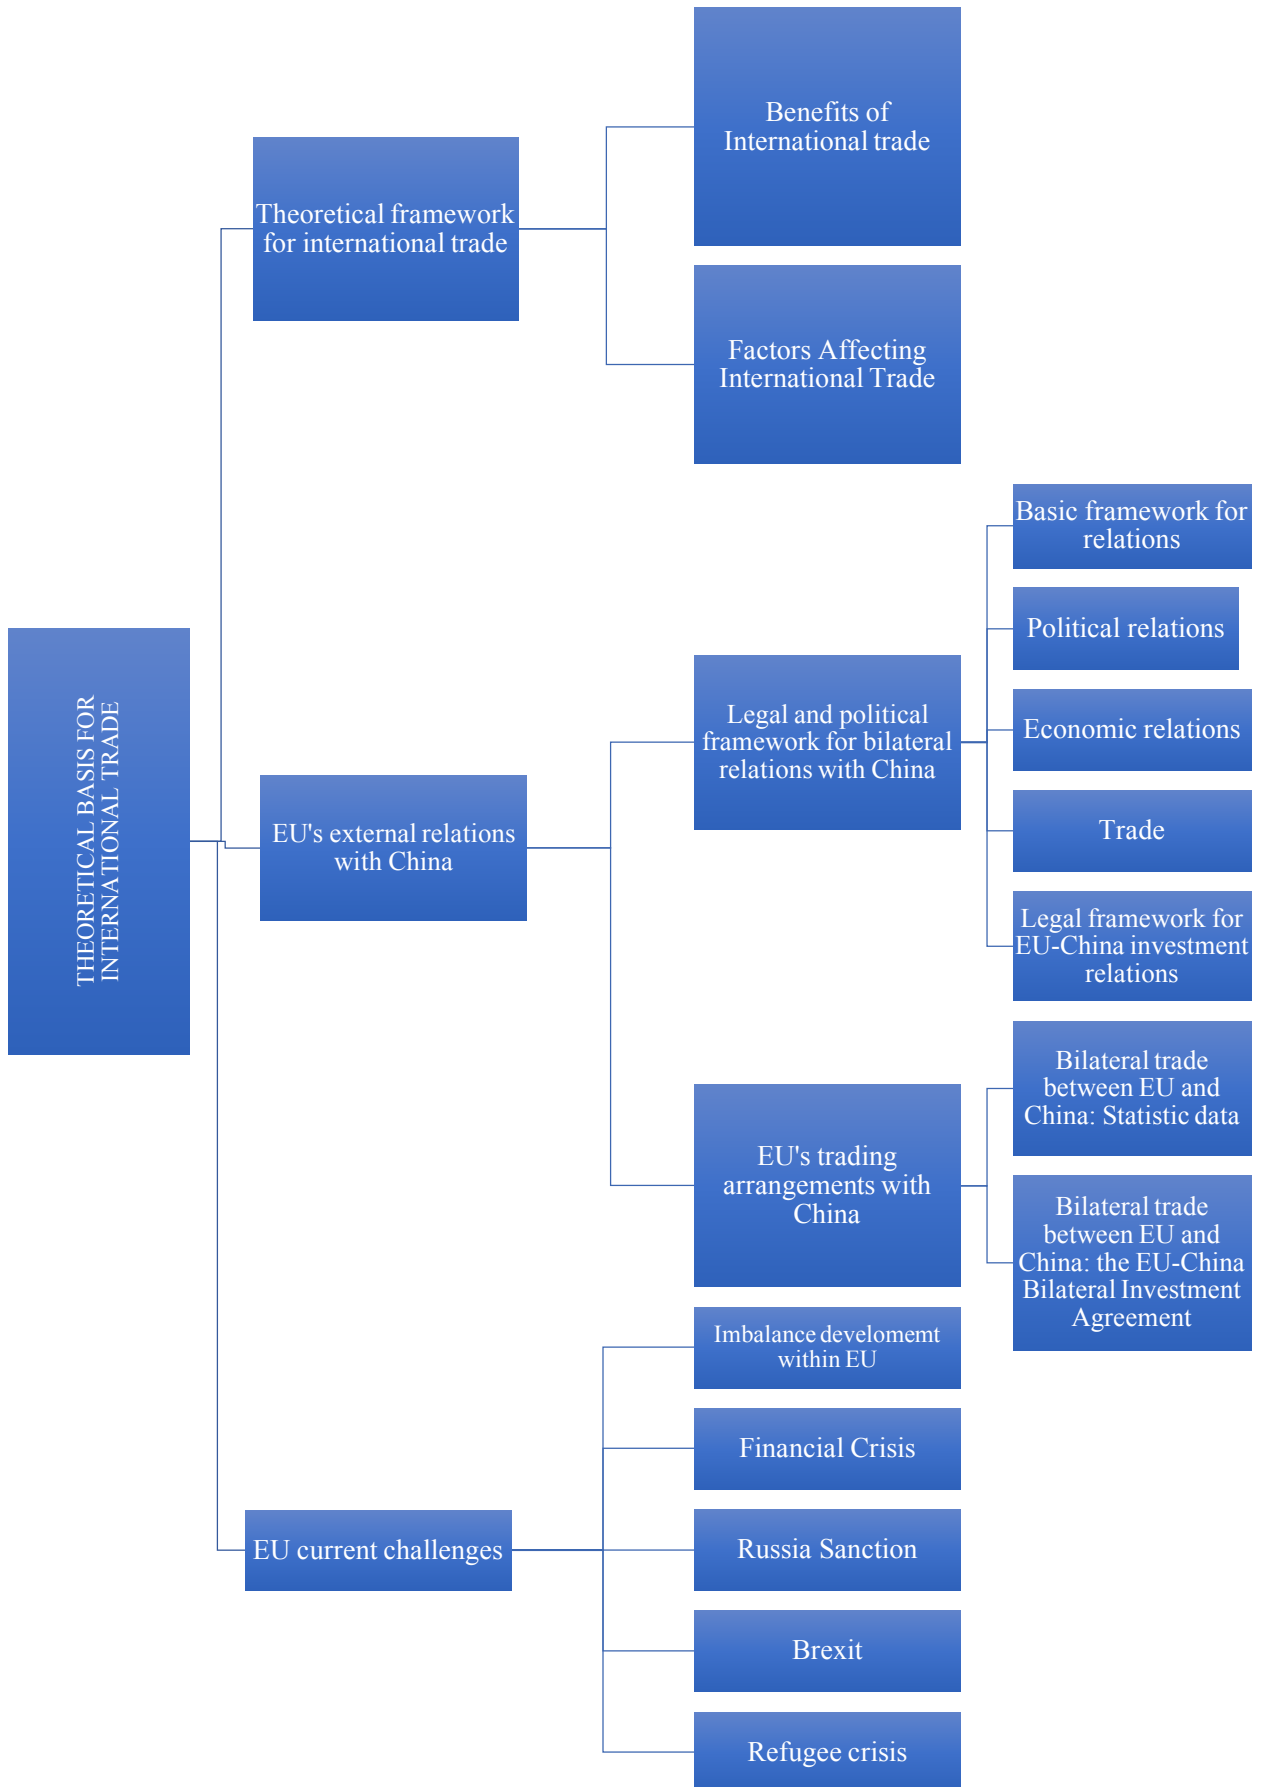 THEORETICAL BASIS FOR
INTERNATIONAL TRADE
Theoretical framework
for international trade
Benefits of
International trade
Factors Affecting
International Trade
EU's external relations
with China
Legal and political
framework for bilateral
relations with China
Basic framework for
relations
Political relations
Economic relations
Trade
Legal framework for
EU-China investment
relations
EU's trading
arrangements with
China
Bilateral trade
between EU and
China: Statistic data
Bilateral trade
between EU and
China: the EU-China
Bilateral Investment
Agreement
EU current challenges
Imbalance develomemt
within EU
Financial Crisis
Russia Sanction
Brexit
Refugee crisis